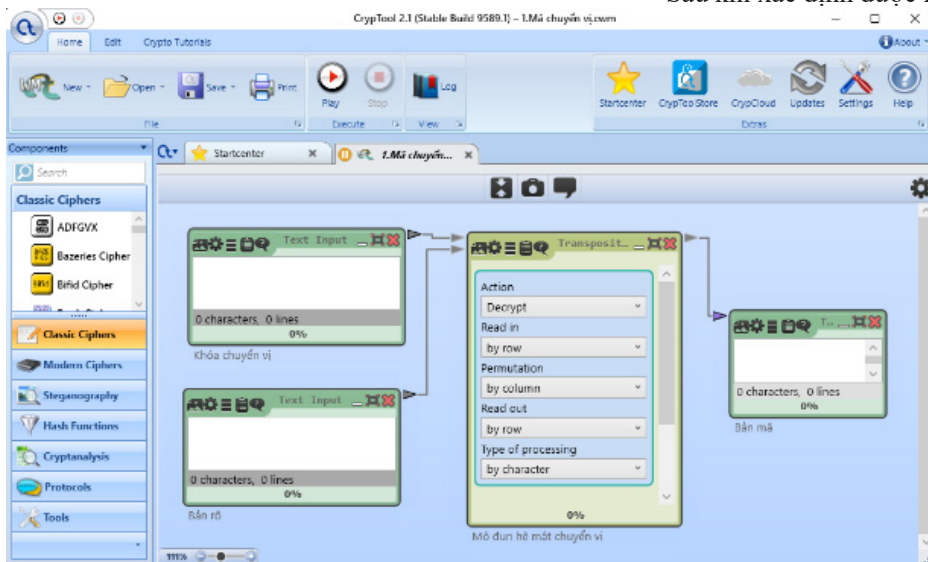 CrypTool 2.1 (Stable Build 9589.1) – 1.Mã chuyển vị.cwm
Home Edit Crypto Tutorials About
New Open Save Print Play Stop Log Startcenter CrypTool Store CrypCloud Updates Settings Help
File Execute View Extras
Components
Startcenter 1.Mã chuyển...
Search
Classic Ciphers
ADFGVX
Bazeries Cipher
Bifid Cipher
Classic Ciphers
Modern Ciphers
Steganography
Hash Functions
Cryptanalysis
Protocols
Tools
Text Input
0 characters, 0 lines
0%
Khóa chuyển vị
Text Input
0 characters, 0 lines
0%
Bản rõ
Transposit...
Action
Decrypt
Read in
by row
Permutation
by column
Read out
by row
Type of processing
by character
0%
Mô đun hệ mật chuyển vị
T...
0 characters, 0 lines
0%
Bản mã
111%